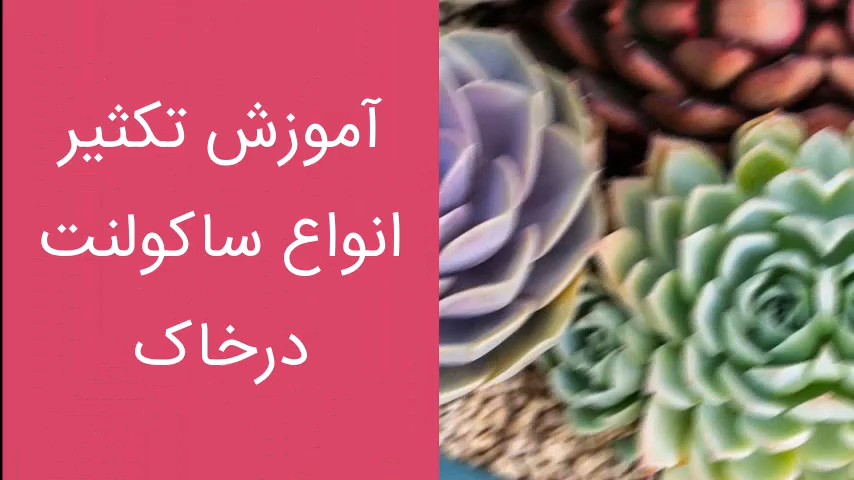 آموزش تکثیر
انواع ساکولنت
درخاک